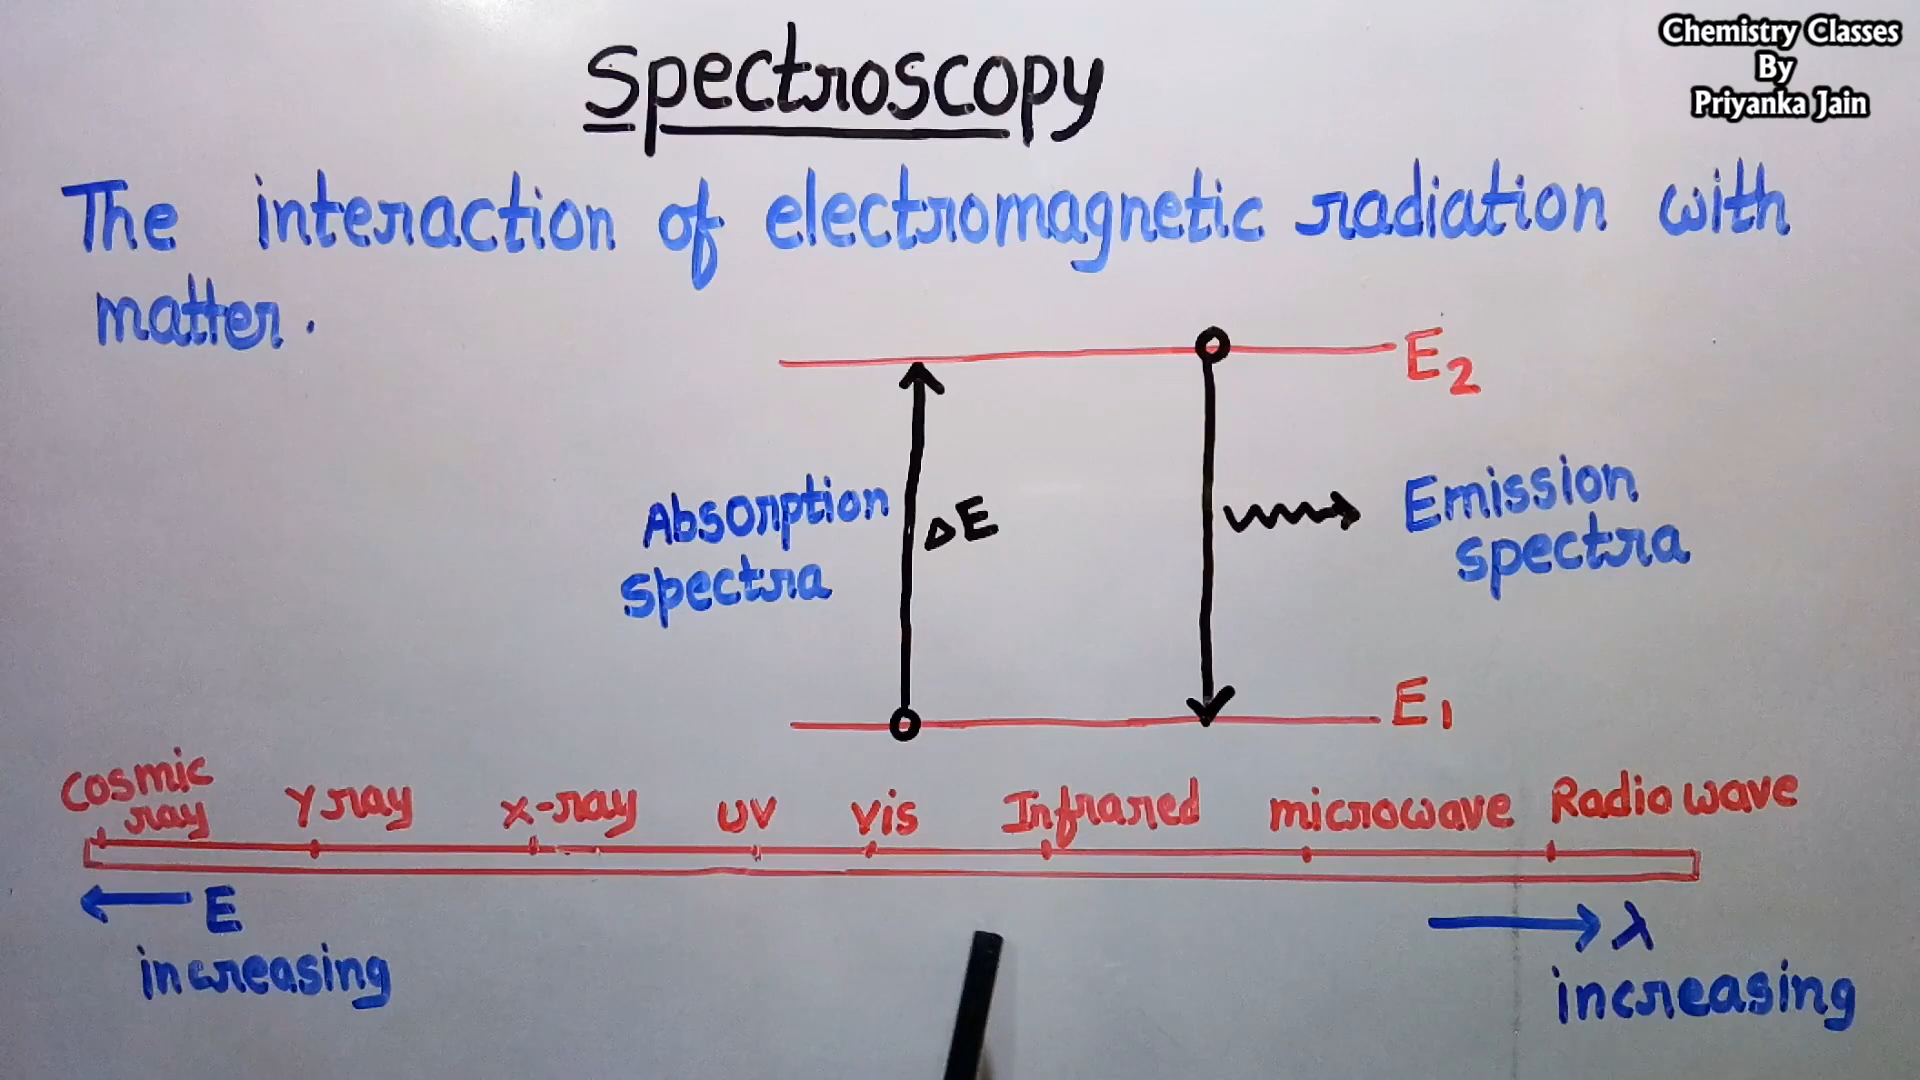 Chemistry Classes
By
Priyanka Jain
Spectroscopy
The interaction of electromagnetic radiation with
matter.
E2
Absorption
spectra
ΔE
Emission
spectra
E1
Cosmic
ray
γ ray
x-ray
UV
Vis
Infrared
microwave
Radio wave
E
increasing
λ
increasing